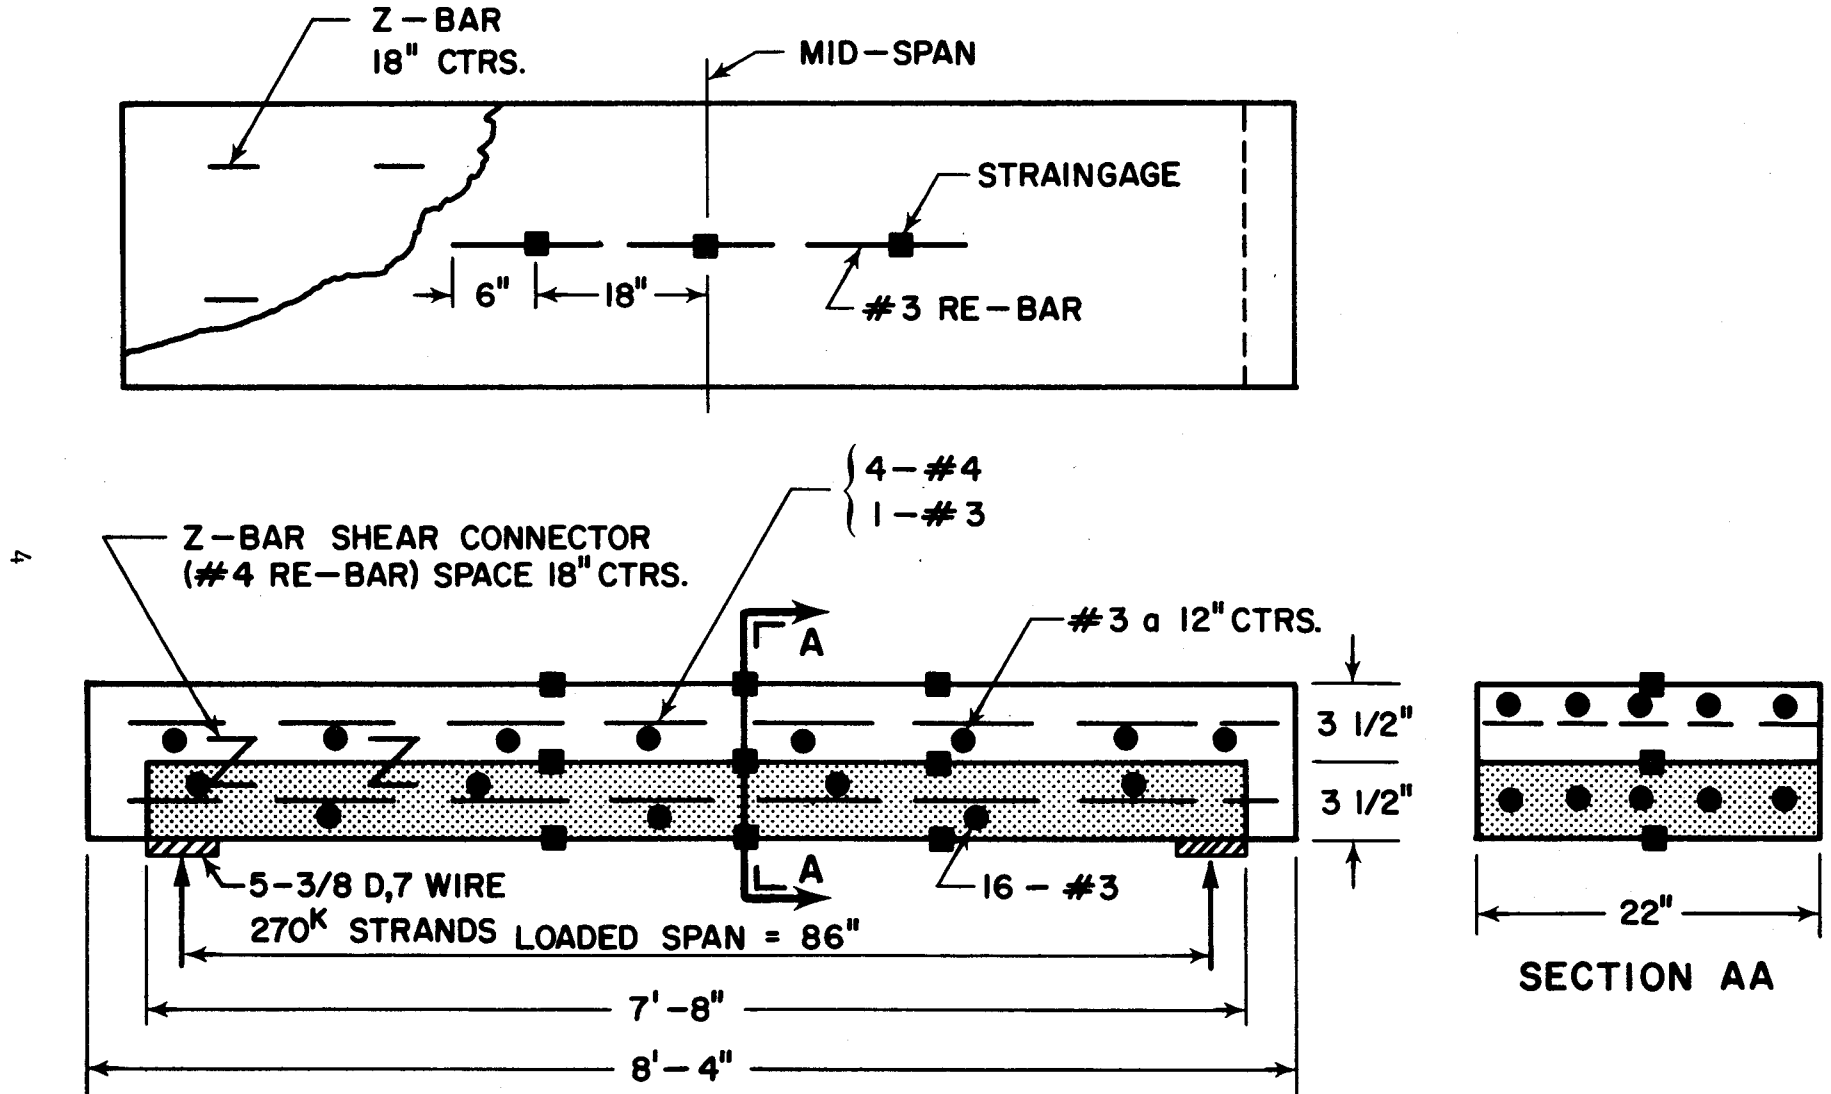 Z-BAR
18" CTRS.
MID-SPAN
STRAINGAGE
6"
18"
#3 RE-BAR
4-#4
1-#3
Z-BAR SHEAR CONNECTOR
(#4 RE-BAR) SPACE 18" CTRS.
4
A
#3 a 12" CTRS.
3 1/2"
3 1/2"
A
5-3/8 D,7 WIRE
270K STRANDS
16-#3
LOADED SPAN = 86"
22"
SECTION AA
7'-8"
8'-4"